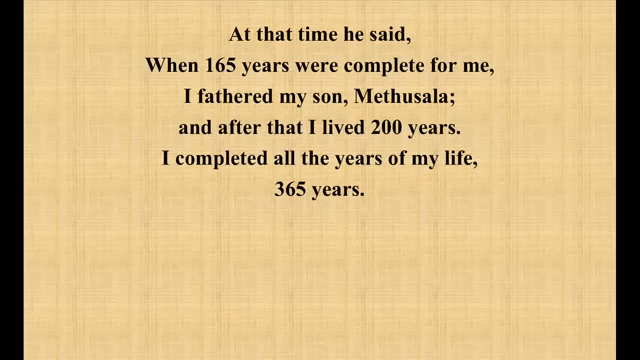 At that time he said,
When 165 years were complete for me,
I fathered my son, Methusala;
and after that I lived 200 years.
I completed all the years of my life,
365 years.